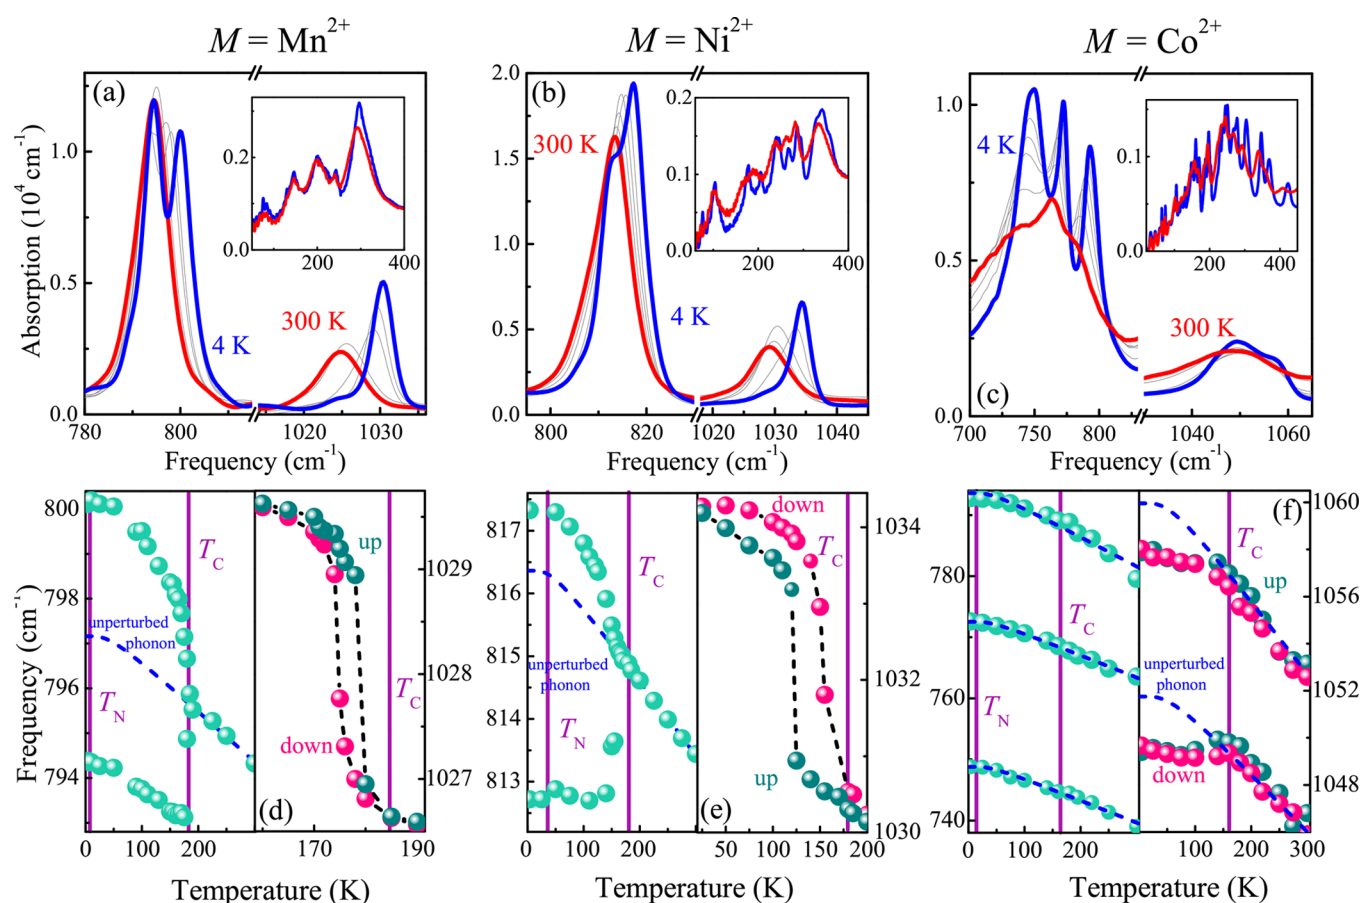 M = Mn2+
M = Ni2+
M = Co2+
Absorption (10^4 cm-1)
(a)
1.0
0.5
0.0
780
800
1020
1036
Frequency (cm-1)
300 K
4 K
0.2
0.0
200
400
(b)
2.0
1.5
1.0
0.5
0.0
800
820
1020
1030
1040
Frequency (cm-1)
300 K
4 K
0.2
0.1
0.0
200
400
(c)
1.0
0.5
0.0
700
750
800
1040
1060
Frequency (cm-1)
4 K
300 K
0.1
0.0
200
400
Frequency (cm-1)
800
798
796
794
unperturbed
phonon
TN
TC
up
down
TC
(d)
1029
1028
1027
0
100
200
170
190
Temperature (K)
817
816
815
814
813
unperturbed
phonon
TN
TC
down
up
TC
(e)
1034
1032
1030
0
100
200
50
100
150
200
Temperature (K)
780
760
740
TN
TC
unperturbed
phonon
TC
up
down
(f)
1060
1056
1052
1048
0
100
200
100
200
300
Temperature (K)